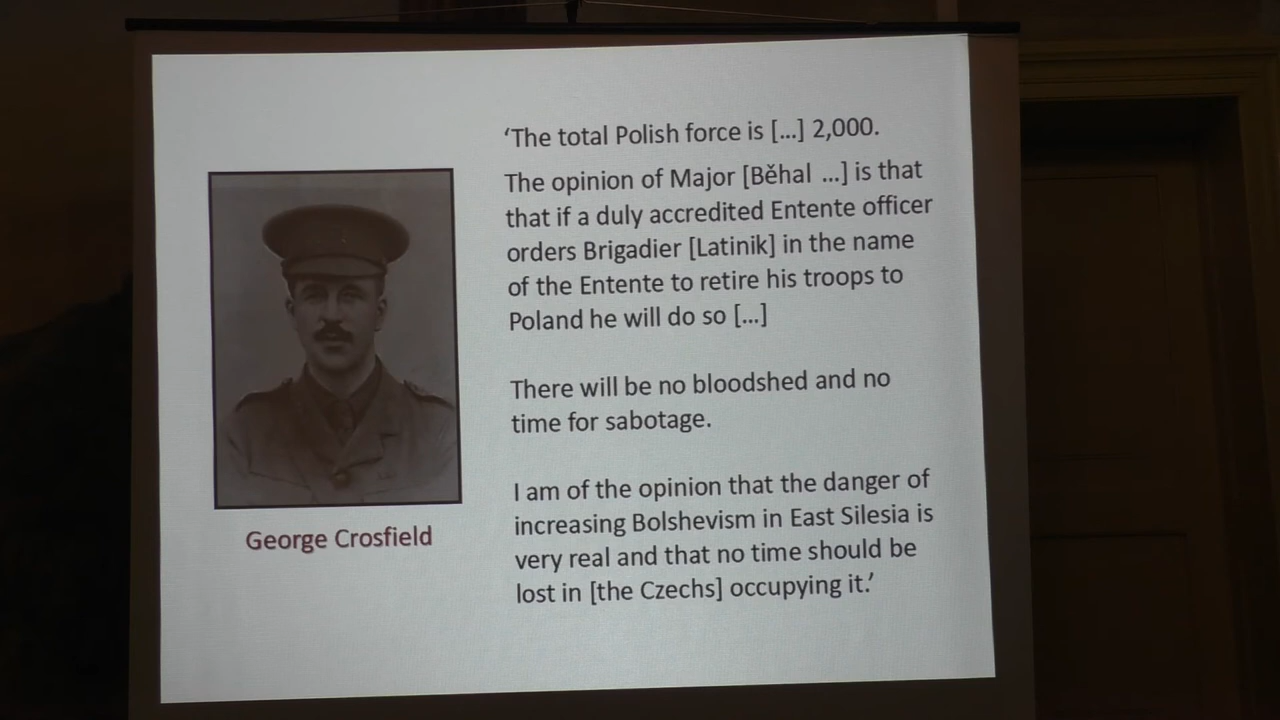 ‘The total Polish force is [...] 2,000.
The opinion of Major [Běhal ...] is that
that if a duly accredited Entente officer
orders Brigadier [Latinik] in the name
of the Entente to retire his troops to
Poland he will do so [...]
There will be no bloodshed and no
time for sabotage.
I am of the opinion that the danger of
increasing Bolshevism in East Silesia is
very real and that no time should be
lost in [the Czechs] occupying it.’
George Crosfield